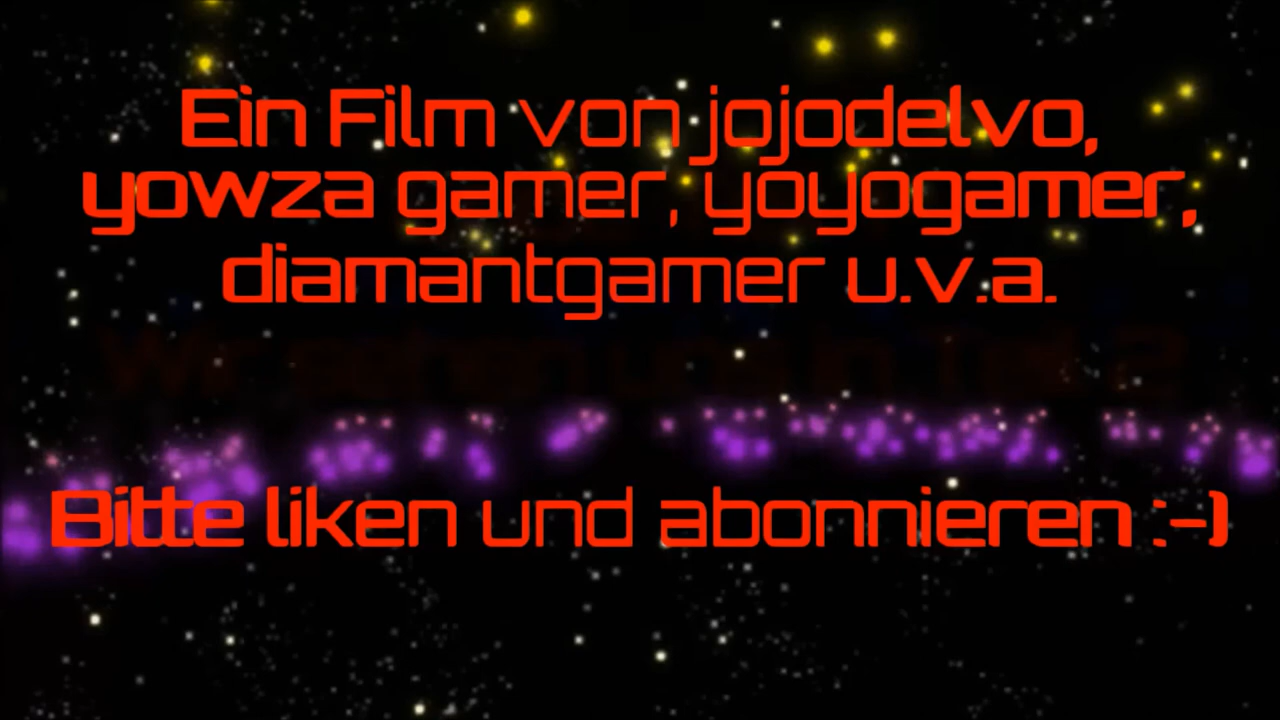 Ein Film von jojodelvo,
yowza gamer, yoyogamer,
diamantgamer u.v.a.
Bitte liken und abonnieren :-)